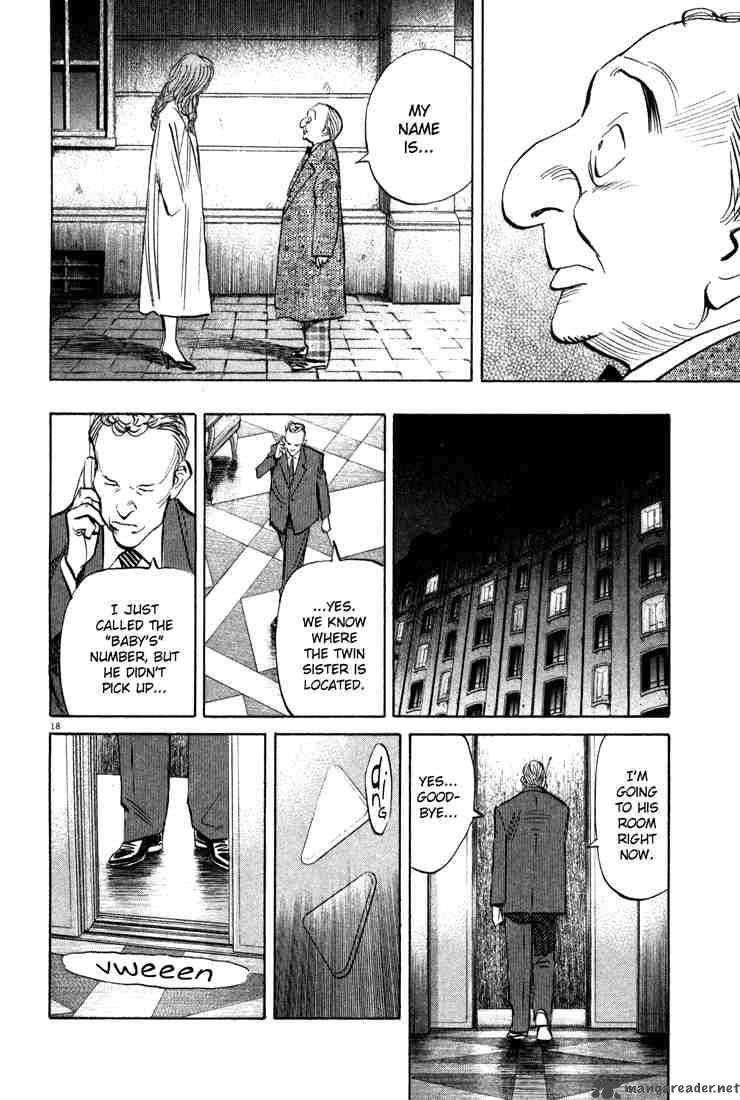 MY
NAME
IS...
...YES.
WE KNOW
WHERE
THE TWIN
SISTER IS
LOCATED.
I JUST
CALLED THE
"BABY'S"
NUMBER, BUT
HE DIDN'T
PICK UP...
18
I'M
GOING
TO HIS
ROOM
RIGHT
NOW.
YES...
GOOD-
BYE...
dinG
vweeen
mangareader.net